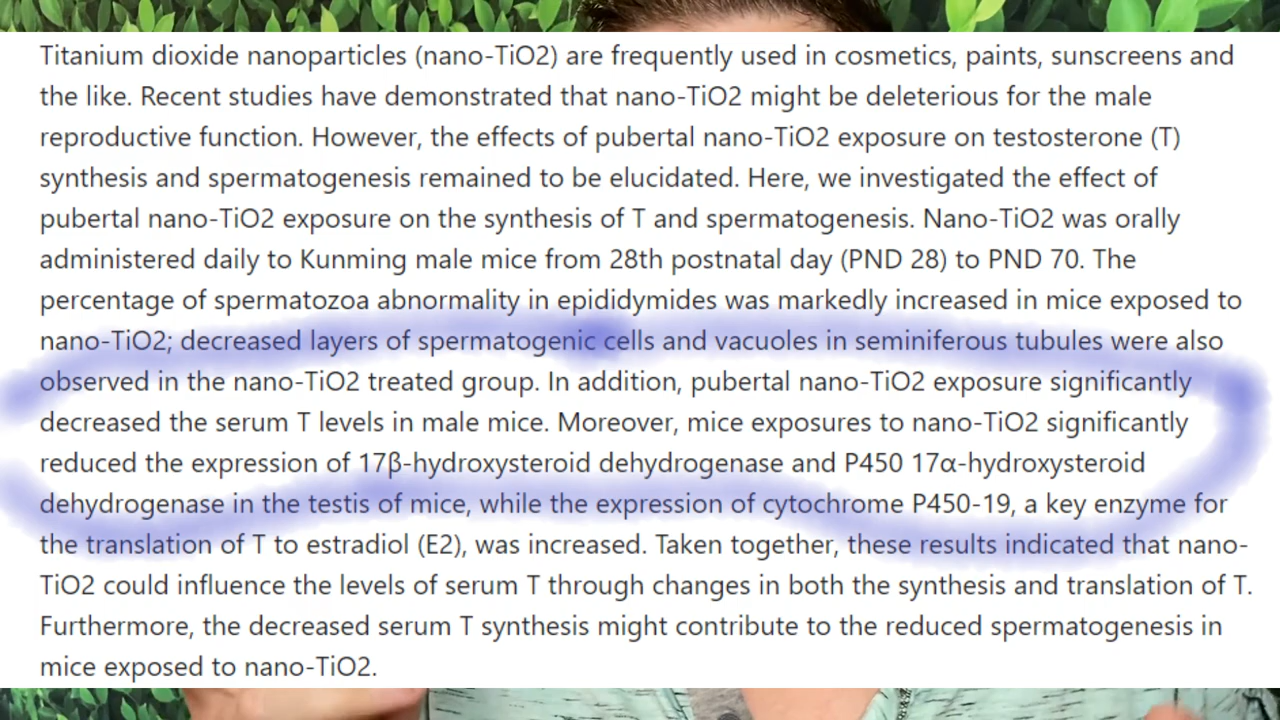 Titanium dioxide nanoparticles (nano-TiO2) are frequently used in cosmetics, paints, sunscreens and
the like. Recent studies have demonstrated that nano-TiO2 might be deleterious for the male
reproductive function. However, the effects of pubertal nano-TiO2 exposure on testosterone (T)
synthesis and spermatogenesis remained to be elucidated. Here, we investigated the effect of
pubertal nano-TiO2 exposure on the synthesis of T and spermatogenesis. Nano-TiO2 was orally
administered daily to Kunming male mice from 28th postnatal day (PND 28) to PND 70. The
percentage of spermatozoa abnormality in epididymides was markedly increased in mice exposed to
nano-TiO2; decreased layers of spermatogenic cells and vacuoles in seminiferous tubules were also
observed in the nano-TiO2 treated group. In addition, pubertal nano-TiO2 exposure significantly
decreased the serum T levels in male mice. Moreover, mice exposures to nano-TiO2 significantly
reduced the expression of 17β-hydroxysteroid dehydrogenase and P450 17α-hydroxysteroid
dehydrogenase in the testis of mice, while the expression of cytochrome P450-19, a key enzyme for
the translation of T to estradiol (E2), was increased. Taken together, these results indicated that nano-
TiO2 could influence the levels of serum T through changes in both the synthesis and translation of T.
Furthermore, the decreased serum T synthesis might contribute to the reduced spermatogenesis in
mice exposed to nano-TiO2.